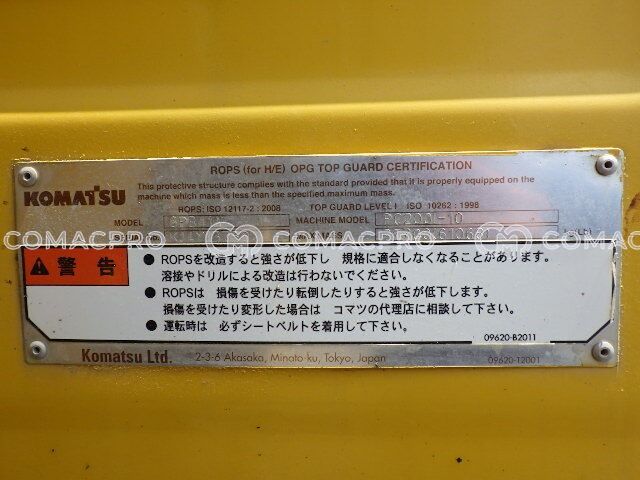 ROPS (for H/E) OPG TOP GUARD CERTIFICATION
KOMATSU
This protective structure complies with the standard provided that it is properly equipped on the
machine which mass is less than the specified maximum mass.
ROPS: ISO 12117-2 : 2008 TOP GUARD LEVEL I ISO 10262 : 1998
MODEL MACHINE MODEL PC200I-10
COMACPRO COMACPRO COMACPRO
警告
● ROPSを改造すると強さが低下し 規格に適合しなくなることがあります。
溶接やドリルによる改造は行わないでください。
● ROPSは 損傷を受けたり転倒したりすると強さが低下します。
損傷を受けたり変形した場合は コマツの代理店に相談して下さい。
● 運転時は 必ずシートベルトを着用して下さい。
09620-B2011
Komatsu Ltd. 2-3-6 Akasaka, Minato-ku, Tokyo, Japan 09620-12001